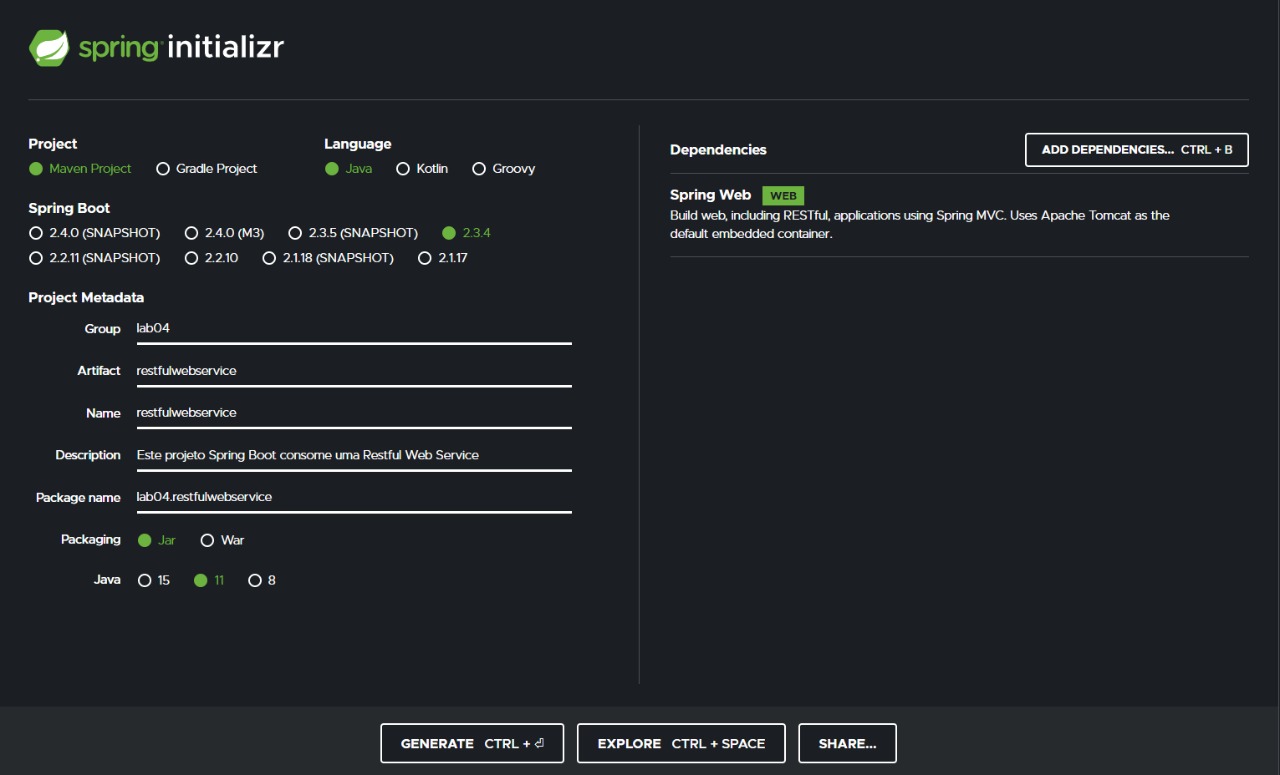 spring initializr
Project
Maven Project Gradle Project
Language
Java Kotlin Groovy
Spring Boot
2.4.0 (SNAPSHOT) 2.4.0 (M3) 2.3.5 (SNAPSHOT) 2.3.4
2.2.11 (SNAPSHOT) 2.2.10 2.1.18 (SNAPSHOT) 2.1.17
Project Metadata
Group lab04
Artifact restfulwebservice
Name restfulwebservice
Description Este projeto Spring Boot consome uma Restful Web Service
Package name lab04.restfulwebservice
Packaging Jar War
Java 15 11 8
Dependencies
ADD DEPENDENCIES... CTRL + B
Spring Web WEB
Build web, including RESTful, applications using Spring MVC. Uses Apache Tomcat as the
default embedded container.
GENERATE CTRL + ⏎
EXPLORE CTRL + SPACE
SHARE...